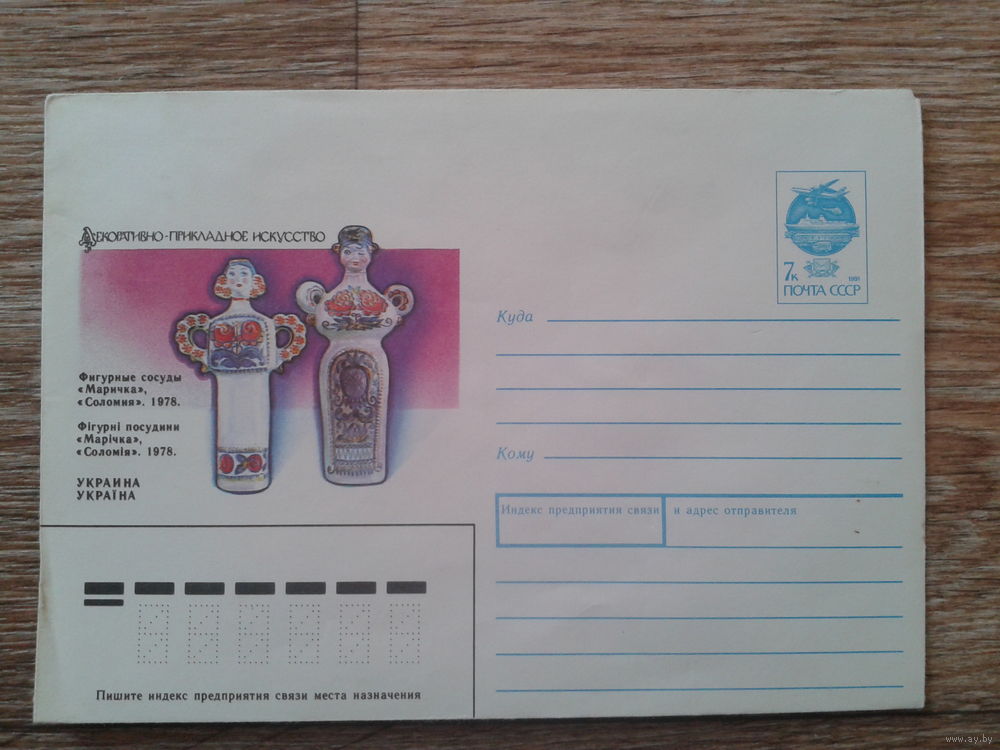 Декоративно-прикладное искусство
Фигурные сосуды
«Маричка»,
«Соломия». 1978.
Фігурні посудини
«Марічка»,
«Соломія». 1978.
УКРАИНА
УКРАЇНА
7к
1991
ПОЧТА СССР
Куда
Кому
Индекс предприятия связи и адрес отправителя
Пишите индекс предприятия связи места назначения
www.ay.by